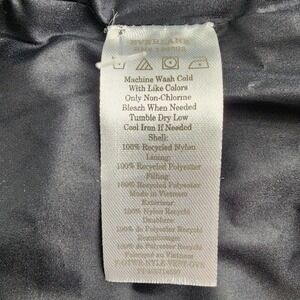 EVERLANE
Machine Wash Cold
With Like Colors
Only Non-Chlorine
Bleach When Needed
Tumble Dry Low
Cool Iron If Needed
Shell:
100% Recycled Nylon
Lining:
100% Recycled Polyester
Filling:
100% Recycled Polyester
Made in Vietnam
Exterieur:
100% Nylon Recyclé
Doublure:
100% de Polyester Recyclé
Rembourrage:
100% de Polyester Recyclé
Fabriqué au Vietnam